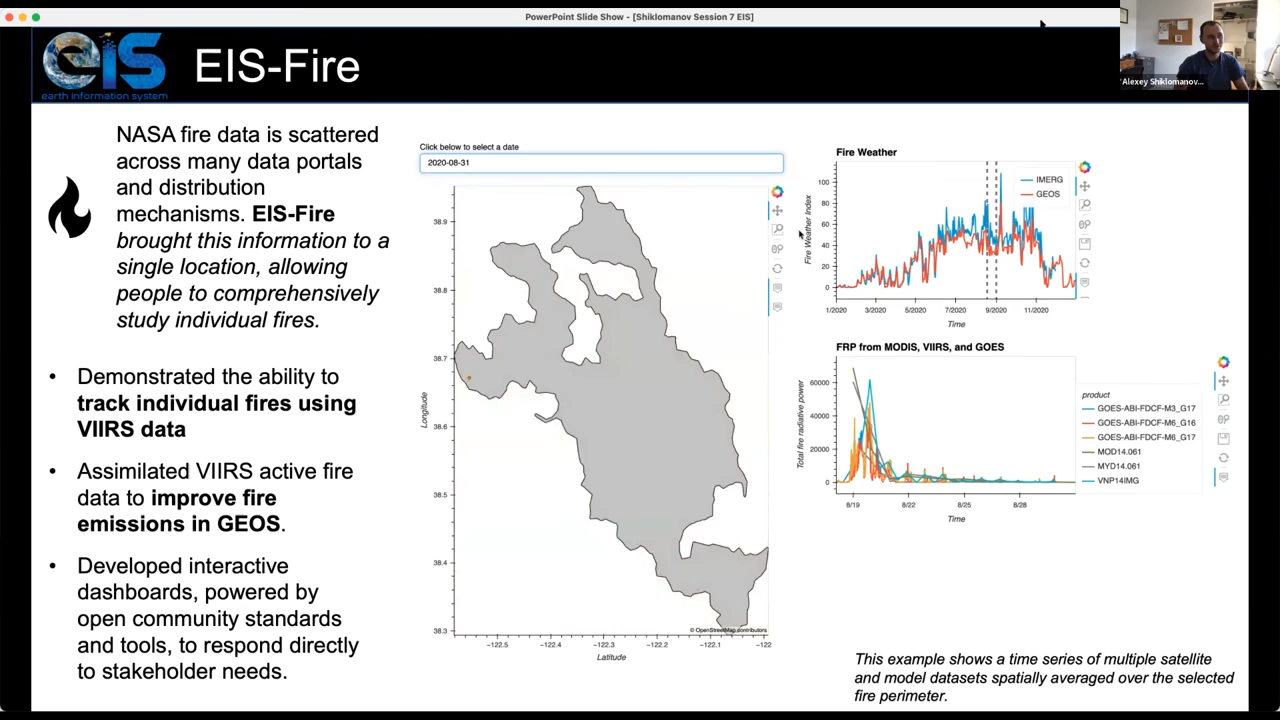 PowerPoint Slide Show - [Shiklomanov Session 7 EIS]
eis
earth information system
EIS-Fire
Alexey Shiklomanov...
NASA fire data is scattered
across many data portals
and distribution
mechanisms. EIS-Fire
brought this information to a
single location, allowing
people to comprehensively
study individual fires.
• Demonstrated the ability to
track individual fires using
VIIRS data
• Assimilated VIIRS active fire
data to improve fire
emissions in GEOS.
• Developed interactive
dashboards, powered by
open community standards
and tools, to respond directly
to stakeholder needs.
Click below to select a date
2020-08-31
Longitude
38.9
38.8
38.7
38.6
38.5
38.4
38.3
© OpenStreetMap contributors
−122.5
−122.4
−122.3
−122.2
−122.1
−122
Latitude
Fire Weather
Fire Weather Index
100
80
60
40
20
0
IMERG
GEOS
1/2020
3/2020
5/2020
7/2020
9/2020
11/2020
Time
FRP from MODIS, VIIRS, and GOES
Total fire radiative power
60000
40000
20000
0
8/19
8/22
8/25
8/28
Time
product
GOES-ABI-FDCF-M3_G17
GOES-ABI-FDCF-M6_G16
GOES-ABI-FDCF-M6_G17
MOD14.061
MYD14.061
VNP14IMG
This example shows a time series of multiple satellite
and model datasets spatially averaged over the selected
fire perimeter.